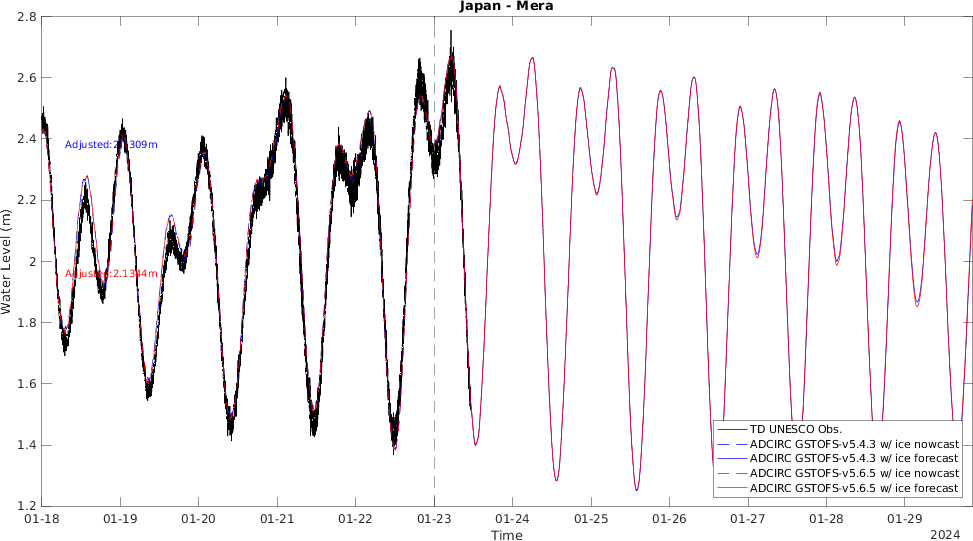 Japan - Mera
2.8
2.6
2.4
2.2
2
1.8
1.6
1.4
1.2
Water Level (m)
Adjusted:2.1309m
Adjusted:2.1344m
TD UNESCO Obs.
ADCIRC GSTOFS-v5.4.3 w/ ice nowcast
ADCIRC GSTOFS-v5.4.3 w/ ice forecast
ADCIRC GSTOFS-v5.6.5 w/ ice nowcast
ADCIRC GSTOFS-v5.6.5 w/ ice forecast
01-18 01-19 01-20 01-21 01-22 01-23 01-24 01-25 01-26 01-27 01-28 01-29
Time
2024